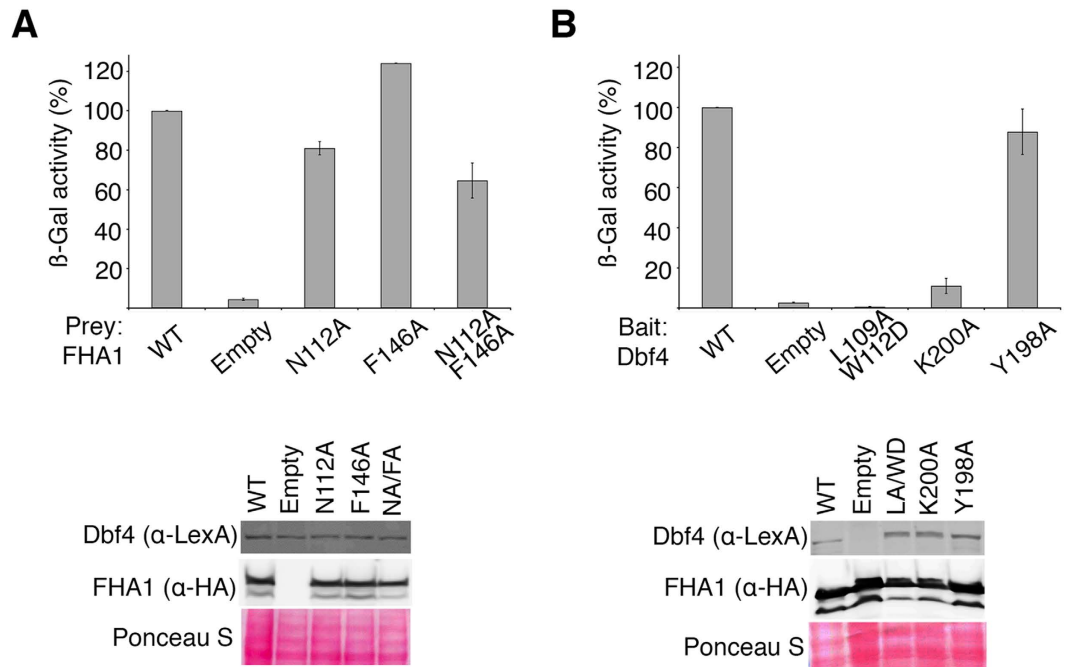 A
ß-Gal activity (%)
120
100
80
60
40
20
Prey:
FHA1
WT
Empty
N112A
F146A
N112A
F146A
WT
Empty
N112A
F146A
NA/FA
Dbf4 (α-LexA)
FHA1 (α-HA)
Ponceau S
B
ß-Gal activity (%)
120
100
80
60
40
20
Bait:
Dbf4
WT
Empty
L109A
W112D
K200A
Y198A
WT
Empty
LA/WD
K200A
Y198A
Dbf4 (α-LexA)
FHA1 (α-HA)
Ponceau S